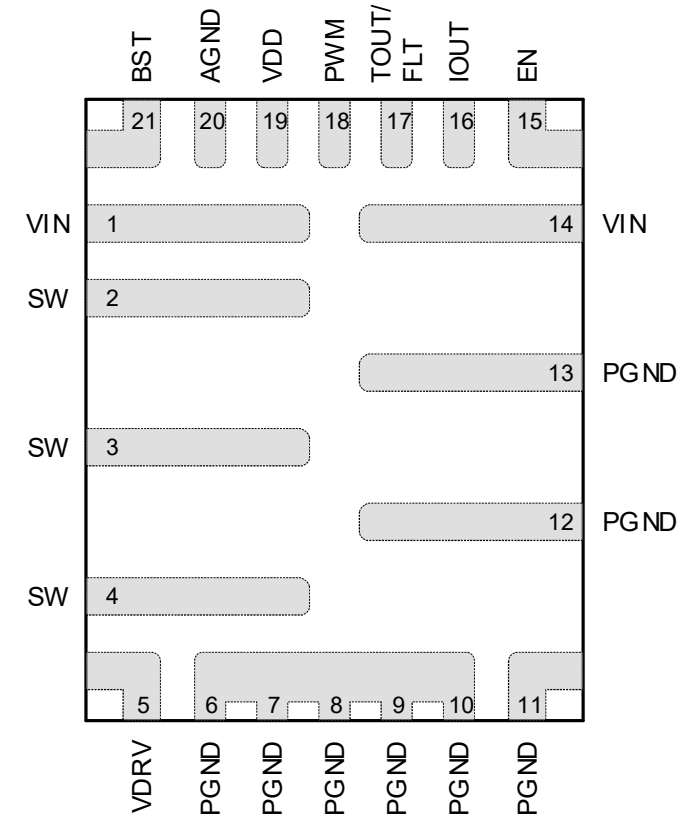 BST
AGND
VDD
PWM
TOUT/
FLT
IOUT
EN
21 20 19 18 17 16 15
VIN 1 14 VIN
SW 2
13 PGND
SW 3
12 PGND
SW 4
5 6 7 8 9 10 11
VDRV
PGND
PGND
PGND
PGND
PGND
PGND